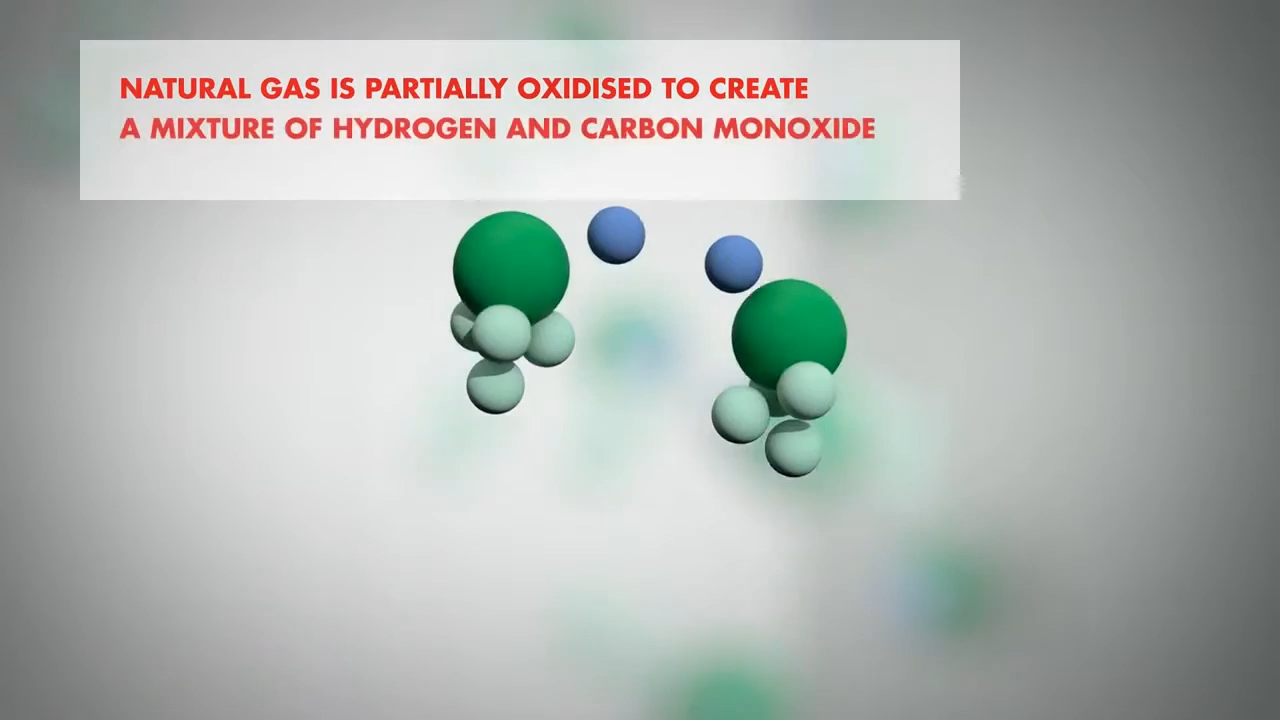 NATURAL GAS IS PARTIALLY OXIDISED TO CREATE
A MIXTURE OF HYDROGEN AND CARBON MONOXIDE